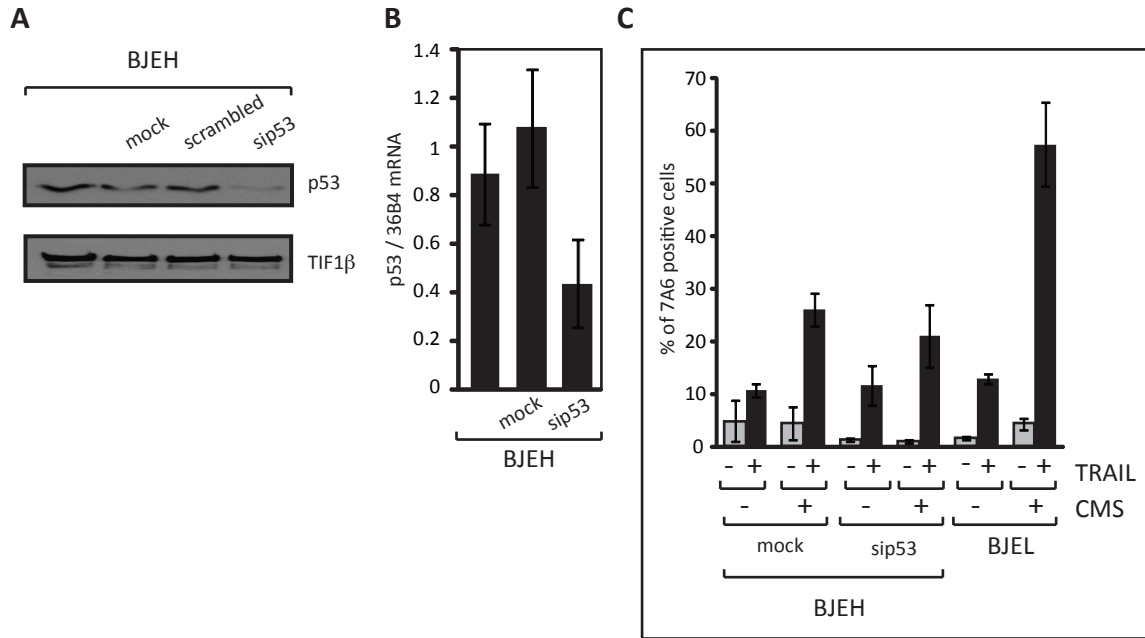 A
BJEH
mock
scrambled
sip53
p53
TIF1β
B
1.4
1.2
1
0.8
0.6
0.4
0.2
0
p53 / 36B4 mRNA
mock
sip53
BJEH
C
70
60
50
40
30
20
10
0
% of 7A6 positive cells
- + - + - + - + - + - + TRAIL
- + - + - + CMS
mock sip53 BJEL
BJEH